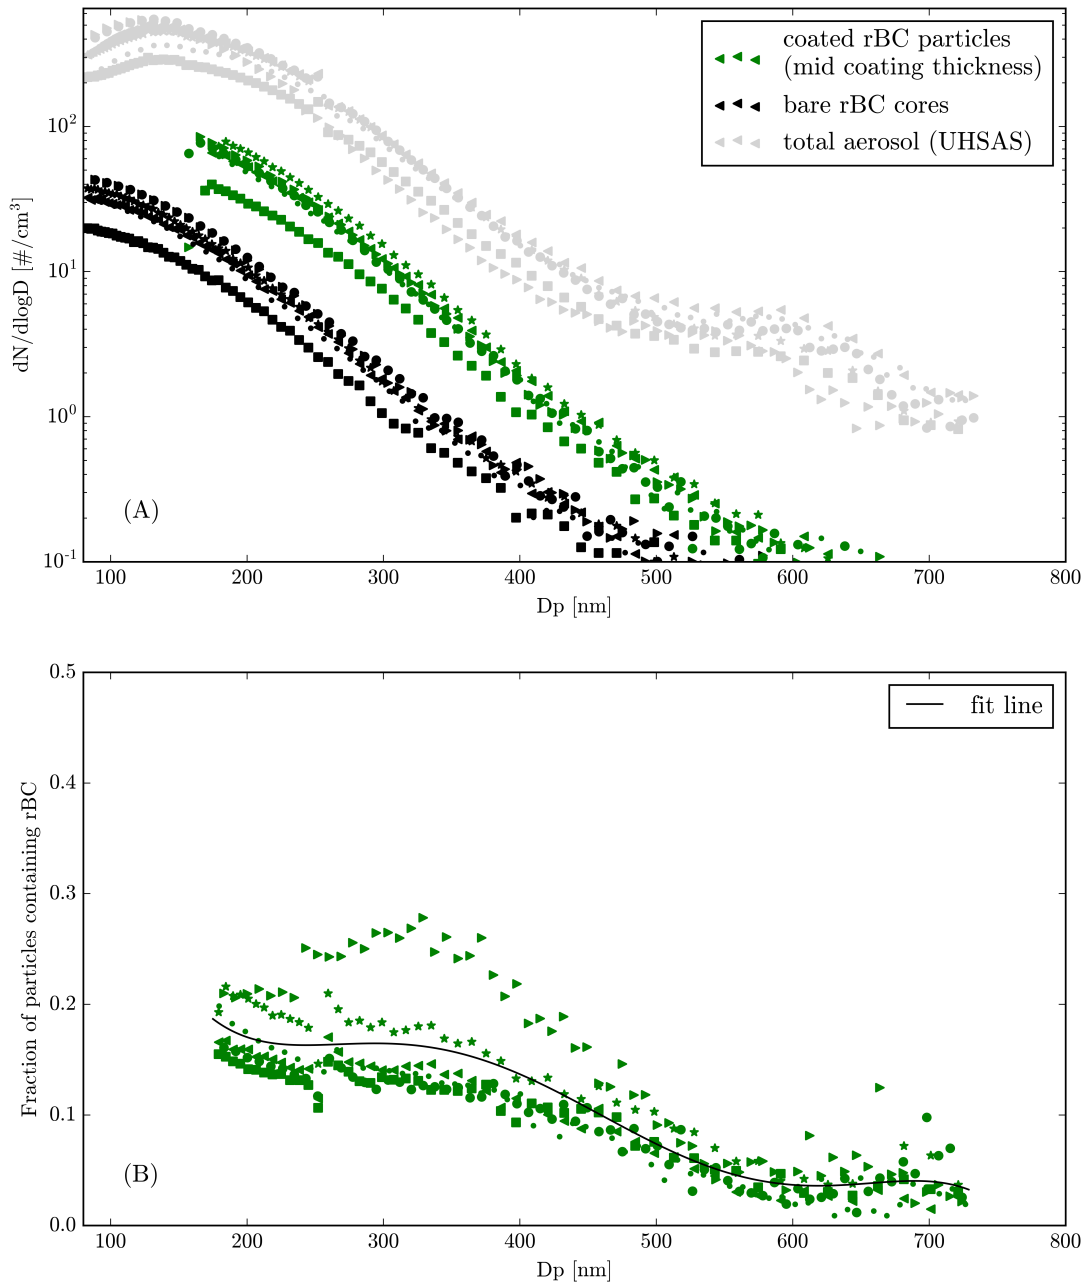 coated rBC particles
(mid coating thickness)
bare rBC cores
total aerosol (UHSAS)
dN/dlogD [#/cm³]
10²
10¹
10⁰
10⁻¹
(A)
100 200 300 400 500 600 700 800
Dp [nm]
fit line
Fraction of particles containing rBC
0.5
0.4
0.3
0.2
0.1
0.0
(B)
100 200 300 400 500 600 700 800
Dp [nm]